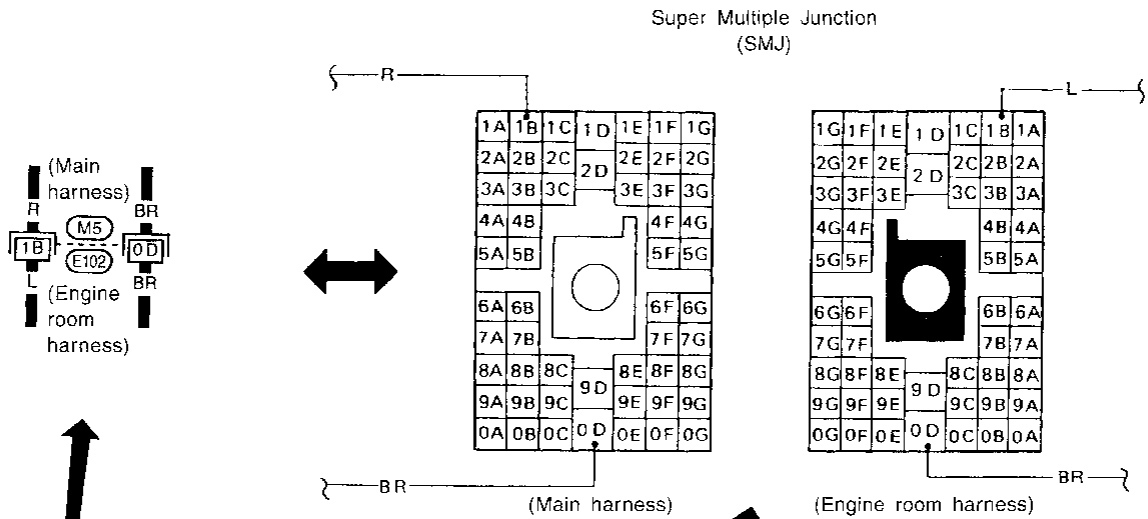 Super Multiple Junction
(SMJ)
R
L
1A 1B 1C 1D 1E 1F 1G
2A 2B 2C 2D 2E 2F 2G
3A 3B 3C 3E 3F 3G
4A 4B 4F 4G
5A 5B 5F 5G
6A 6B 6F 6G
7A 7B 7F 7G
8A 8B 8C 8E 8F 8G
9A 9B 9C 9D 9E 9F 9G
0A 0B 0C 0D 0E 0F 0G
BR
(Main harness)
1G 1F 1E 1D 1C 1B 1A
2G 2F 2E 2D 2C 2B 2A
3G 3F 3E 3C 3B 3A
4G 4F 4B 4A
5G 5F 5B 5A
6G 6F 6B 6A
7G 7F 7B 7A
8G 8F 8E 8C 8B 8A
9G 9F 9E 9D 9C 9B 9A
0G 0F 0E 0D 0C 0B 0A
BR
(Engine room harness)
(Main
harness)
R BR
M5
1B 0D
E102
L BR
(Engine
room
harness)